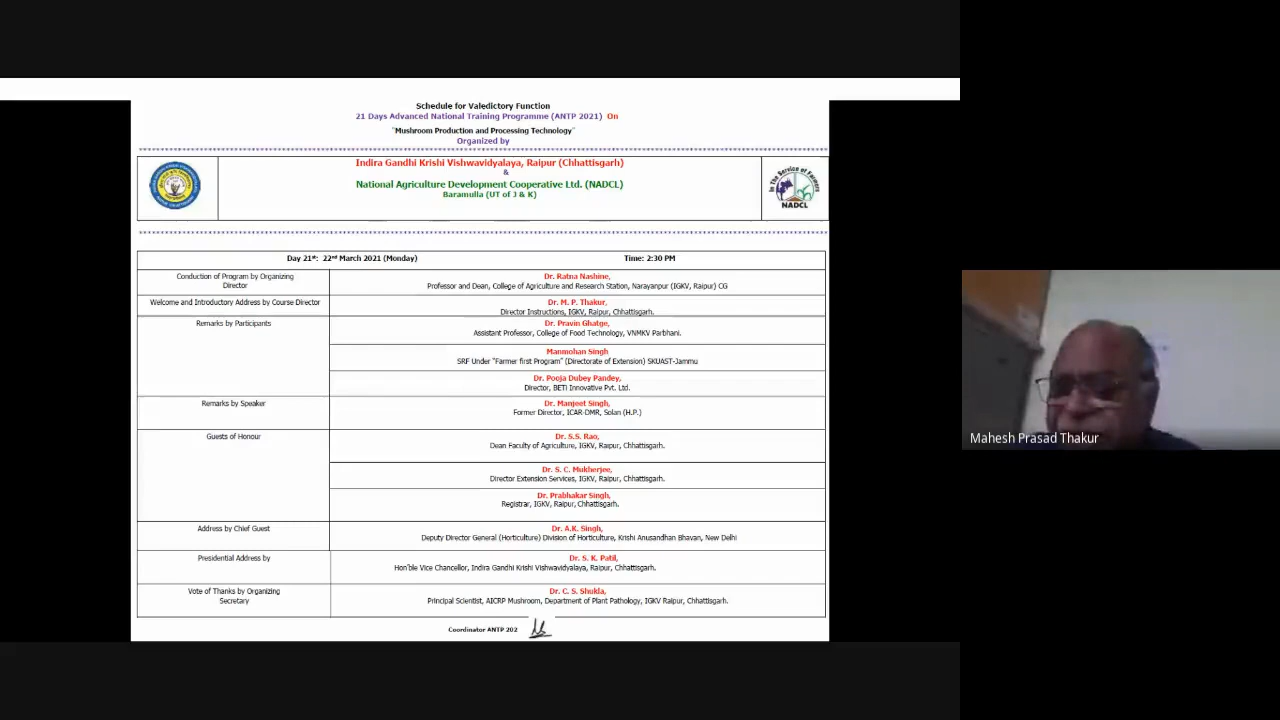 Schedule for Valedictory Function
21 Days Advanced National Training Programme (ANTP 2021) On
"Mushroom Production and Processing Technology"
Organized by
Indira Gandhi Krishi Vishwavidyalaya, Raipur (Chhattisgarh)
&
National Agriculture Development Cooperative Ltd. (NADCL)
Baramulla (UT of J & K)
In The Service of Farmers
NADCL
Day 21st: 22nd March 2021 (Monday) Time: 2:30 PM
Conduction of Program by Organizing
Director
Dr. Ratna Nashine,
Professor and Dean, College of Agriculture and Research Station, Narayanpur (IGKV, Raipur) CG
Welcome and Introductory Address by Course Director
Dr. M. P. Thakur,
Director Instructions, IGKV, Raipur, Chhattisgarh.
Remarks by Participants
Dr. Pravin Ghatge,
Assistant Professor, College of Food Technology, VNMKV Parbhani.
Manmohan Singh
SRF Under "Farmer first Program" (Directorate of Extension) SKUAST-Jammu
Dr. Pooja Dubey Pandey,
Director, BETi Innovative Pvt. Ltd.
Remarks by Speaker
Dr. Manjeet Singh,
Former Director, ICAR-DMR, Solan (H.P.)
Guests of Honour
Dr. S.S. Rao,
Dean Faculty of Agriculture, IGKV, Raipur, Chhattisgarh.
Dr. S. C. Mukherjee,
Director Extension Services, IGKV, Raipur, Chhattisgarh.
Dr. Prabhakar Singh,
Registrar, IGKV, Raipur, Chhattisgarh.
Address by Chief Guest
Dr. A.K. Singh,
Deputy Director General (Horticulture) Division of Horticulture, Krishi Anusandhan Bhavan, New Delhi
Presidential Address by
Dr. S. K. Patil,
Hon'ble Vice Chancellor, Indira Gandhi Krishi Vishwavidyalaya, Raipur, Chhattisgarh.
Vote of Thanks by Organizing
Secretary
Dr. C. S. Shukla,
Principal Scientist, AICRP Mushroom, Department of Plant Pathology, IGKV Raipur, Chhattisgarh.
Coordinator ANTP 202
Mahesh Prasad Thakur